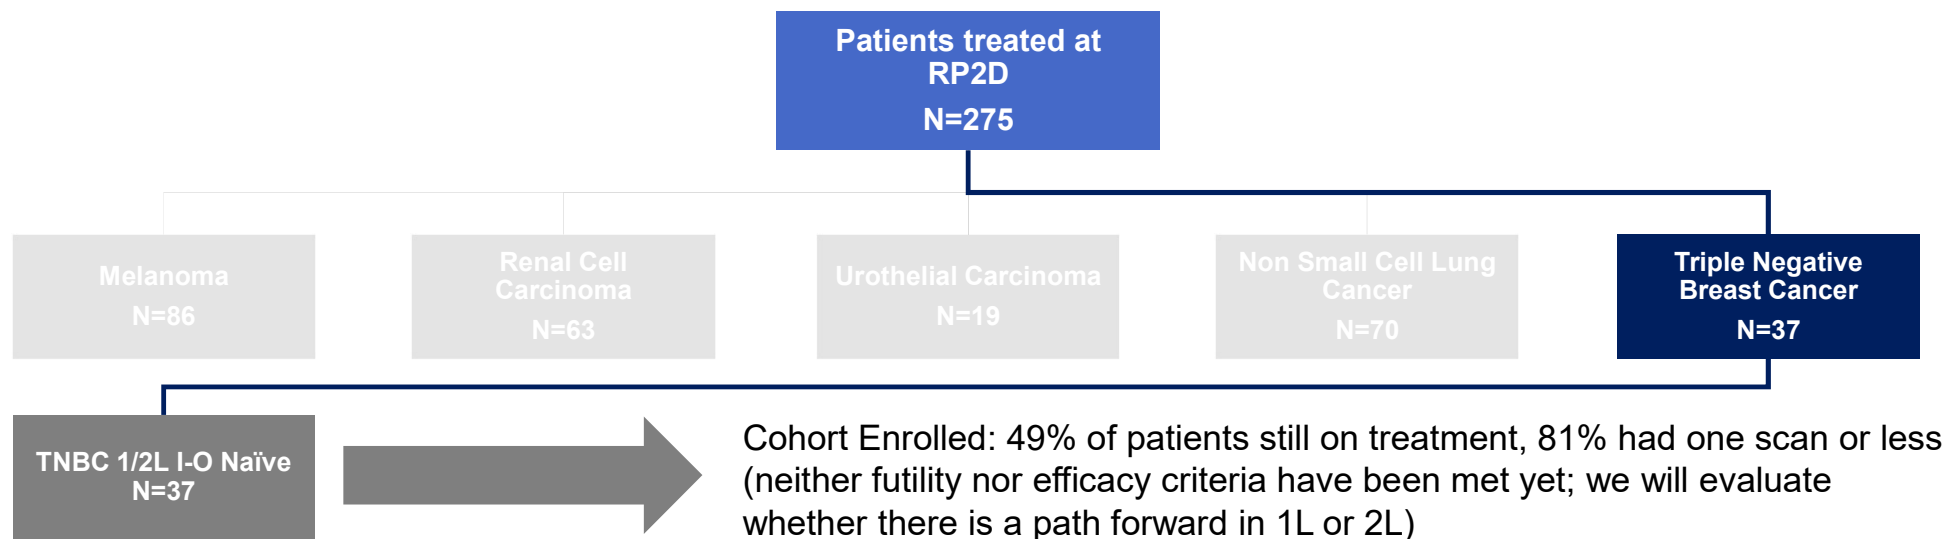 Patients treated at
RP2D
N=275
Melanoma
N=86
Renal Cell
Carcinoma
N=63
Urothelial Carcinoma
N=19
Non Small Cell Lung
Cancer
N=70
Triple Negative
Breast Cancer
N=37
TNBC 1/2L I-O Naïve
N=37
Cohort Enrolled: 49% of patients still on treatment, 81% had one scan or less
(neither futility nor efficacy criteria have been met yet; we will evaluate
whether there is a path forward in 1L or 2L)